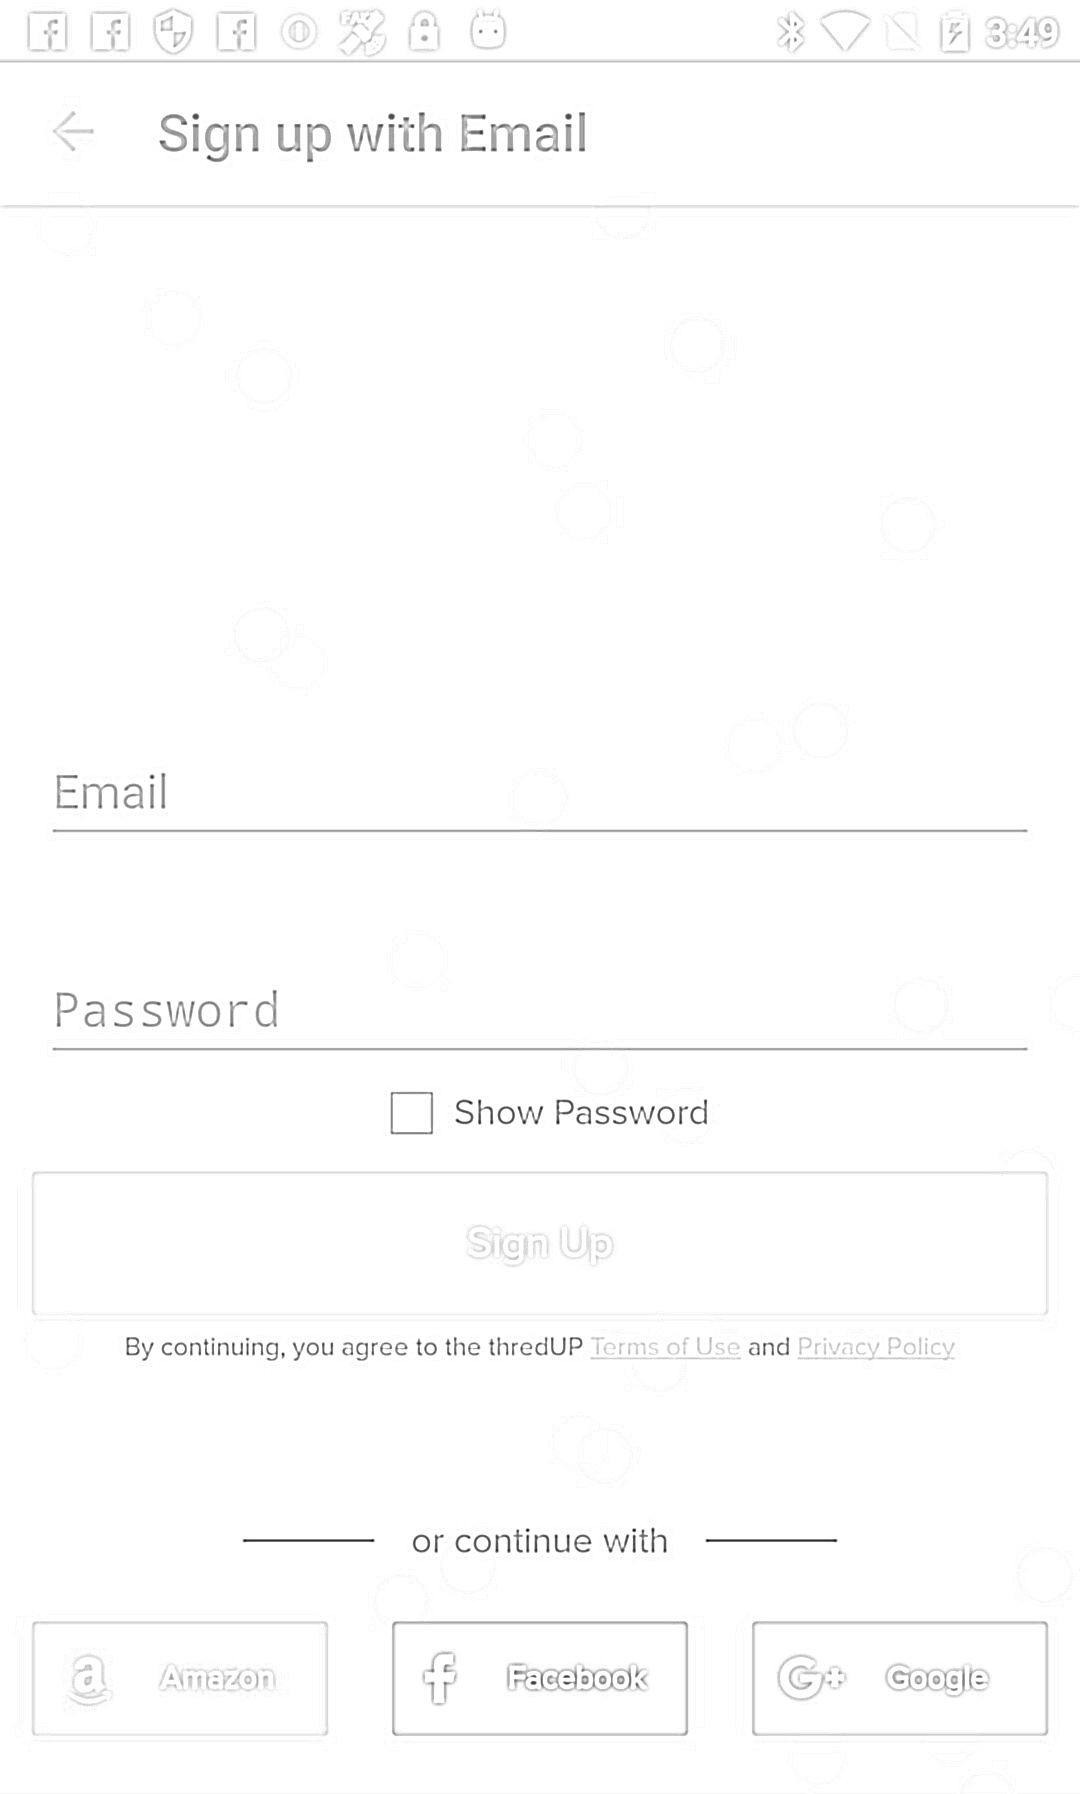 3:49
Sign up with Email
Email
Password
Show Password
Sign Up
By continuing, you agree to the thredUP Terms of Use and Privacy Policy
or continue with
Amazon
Facebook
G+ Google